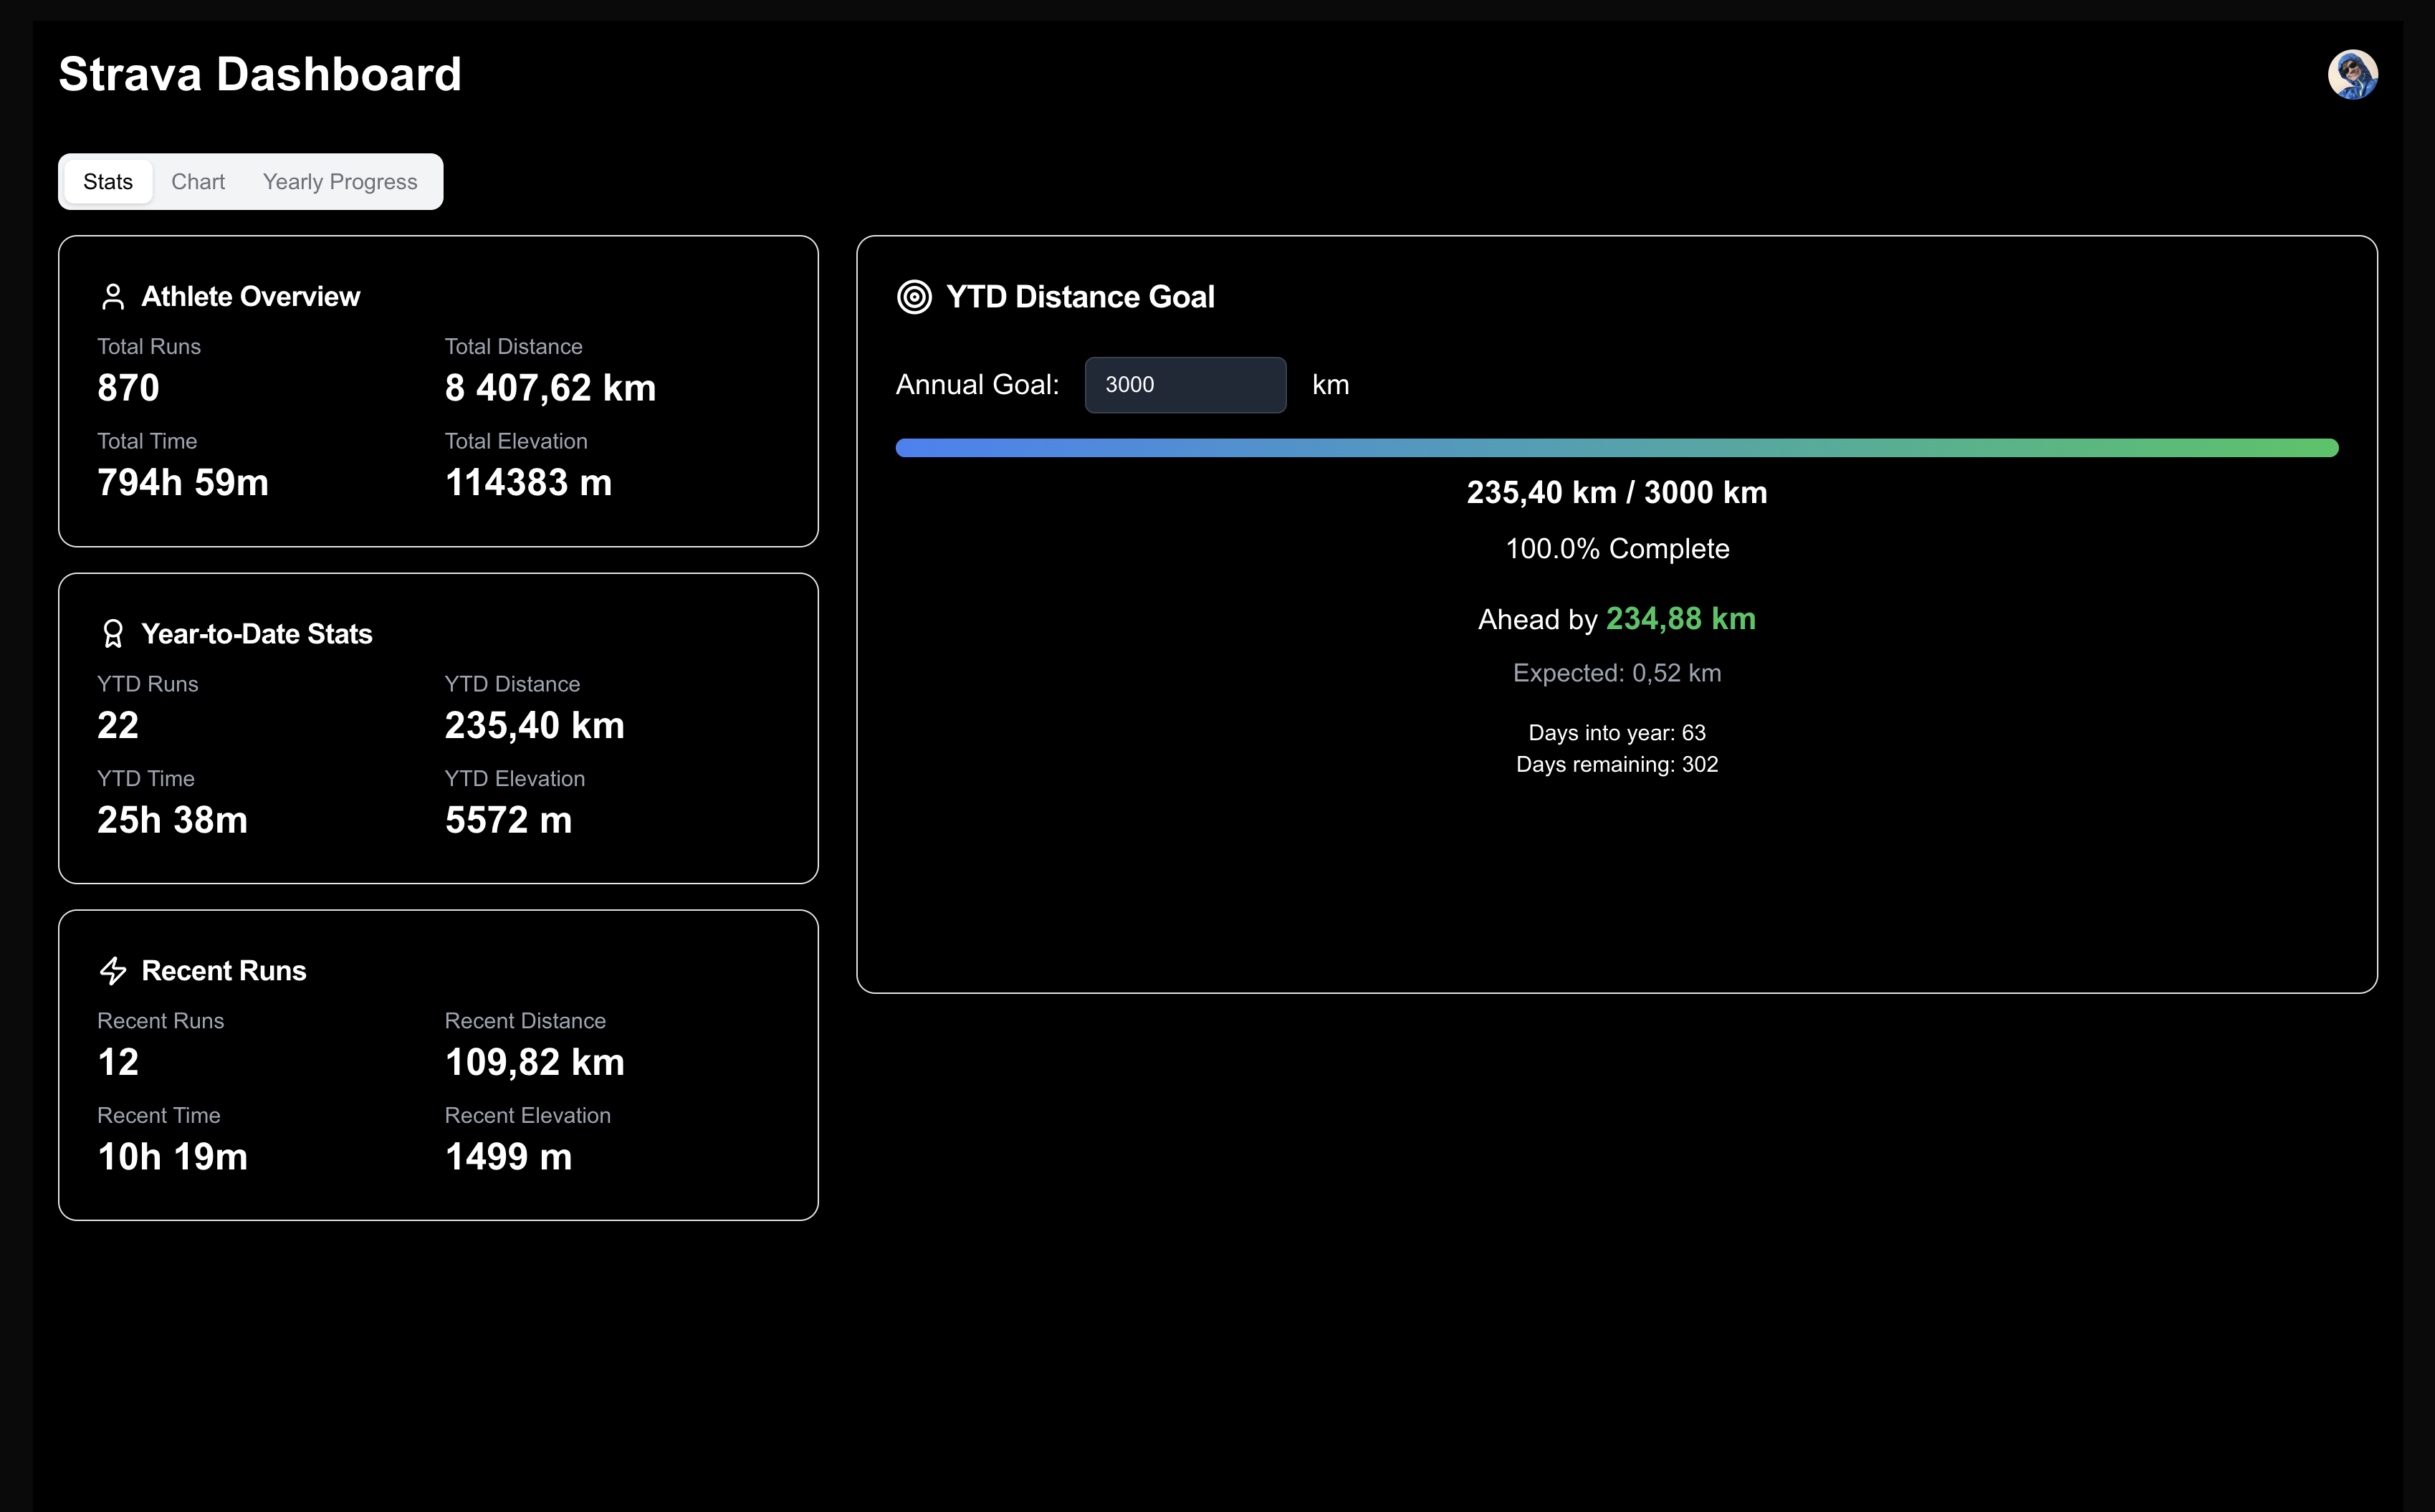 Strava Dashboard
Stats Chart Yearly Progress
Athlete Overview
Total Runs Total Distance
870 8 407,62 km
Total Time Total Elevation
794h 59m 114383 m
Year-to-Date Stats
YTD Runs YTD Distance
22 235,40 km
YTD Time YTD Elevation
25h 38m 5572 m
Recent Runs
Recent Runs Recent Distance
12 109,82 km
Recent Time Recent Elevation
10h 19m 1499 m
YTD Distance Goal
Annual Goal: 3000 km
235,40 km / 3000 km
100.0% Complete
Ahead by 234,88 km
Expected: 0,52 km
Days into year: 63
Days remaining: 302